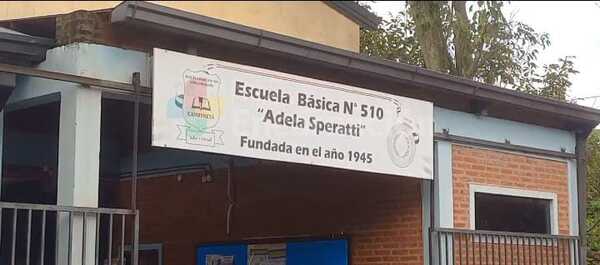 Escuela Básica N° 510
"Adela Speratti"
Fundada en el año 1945